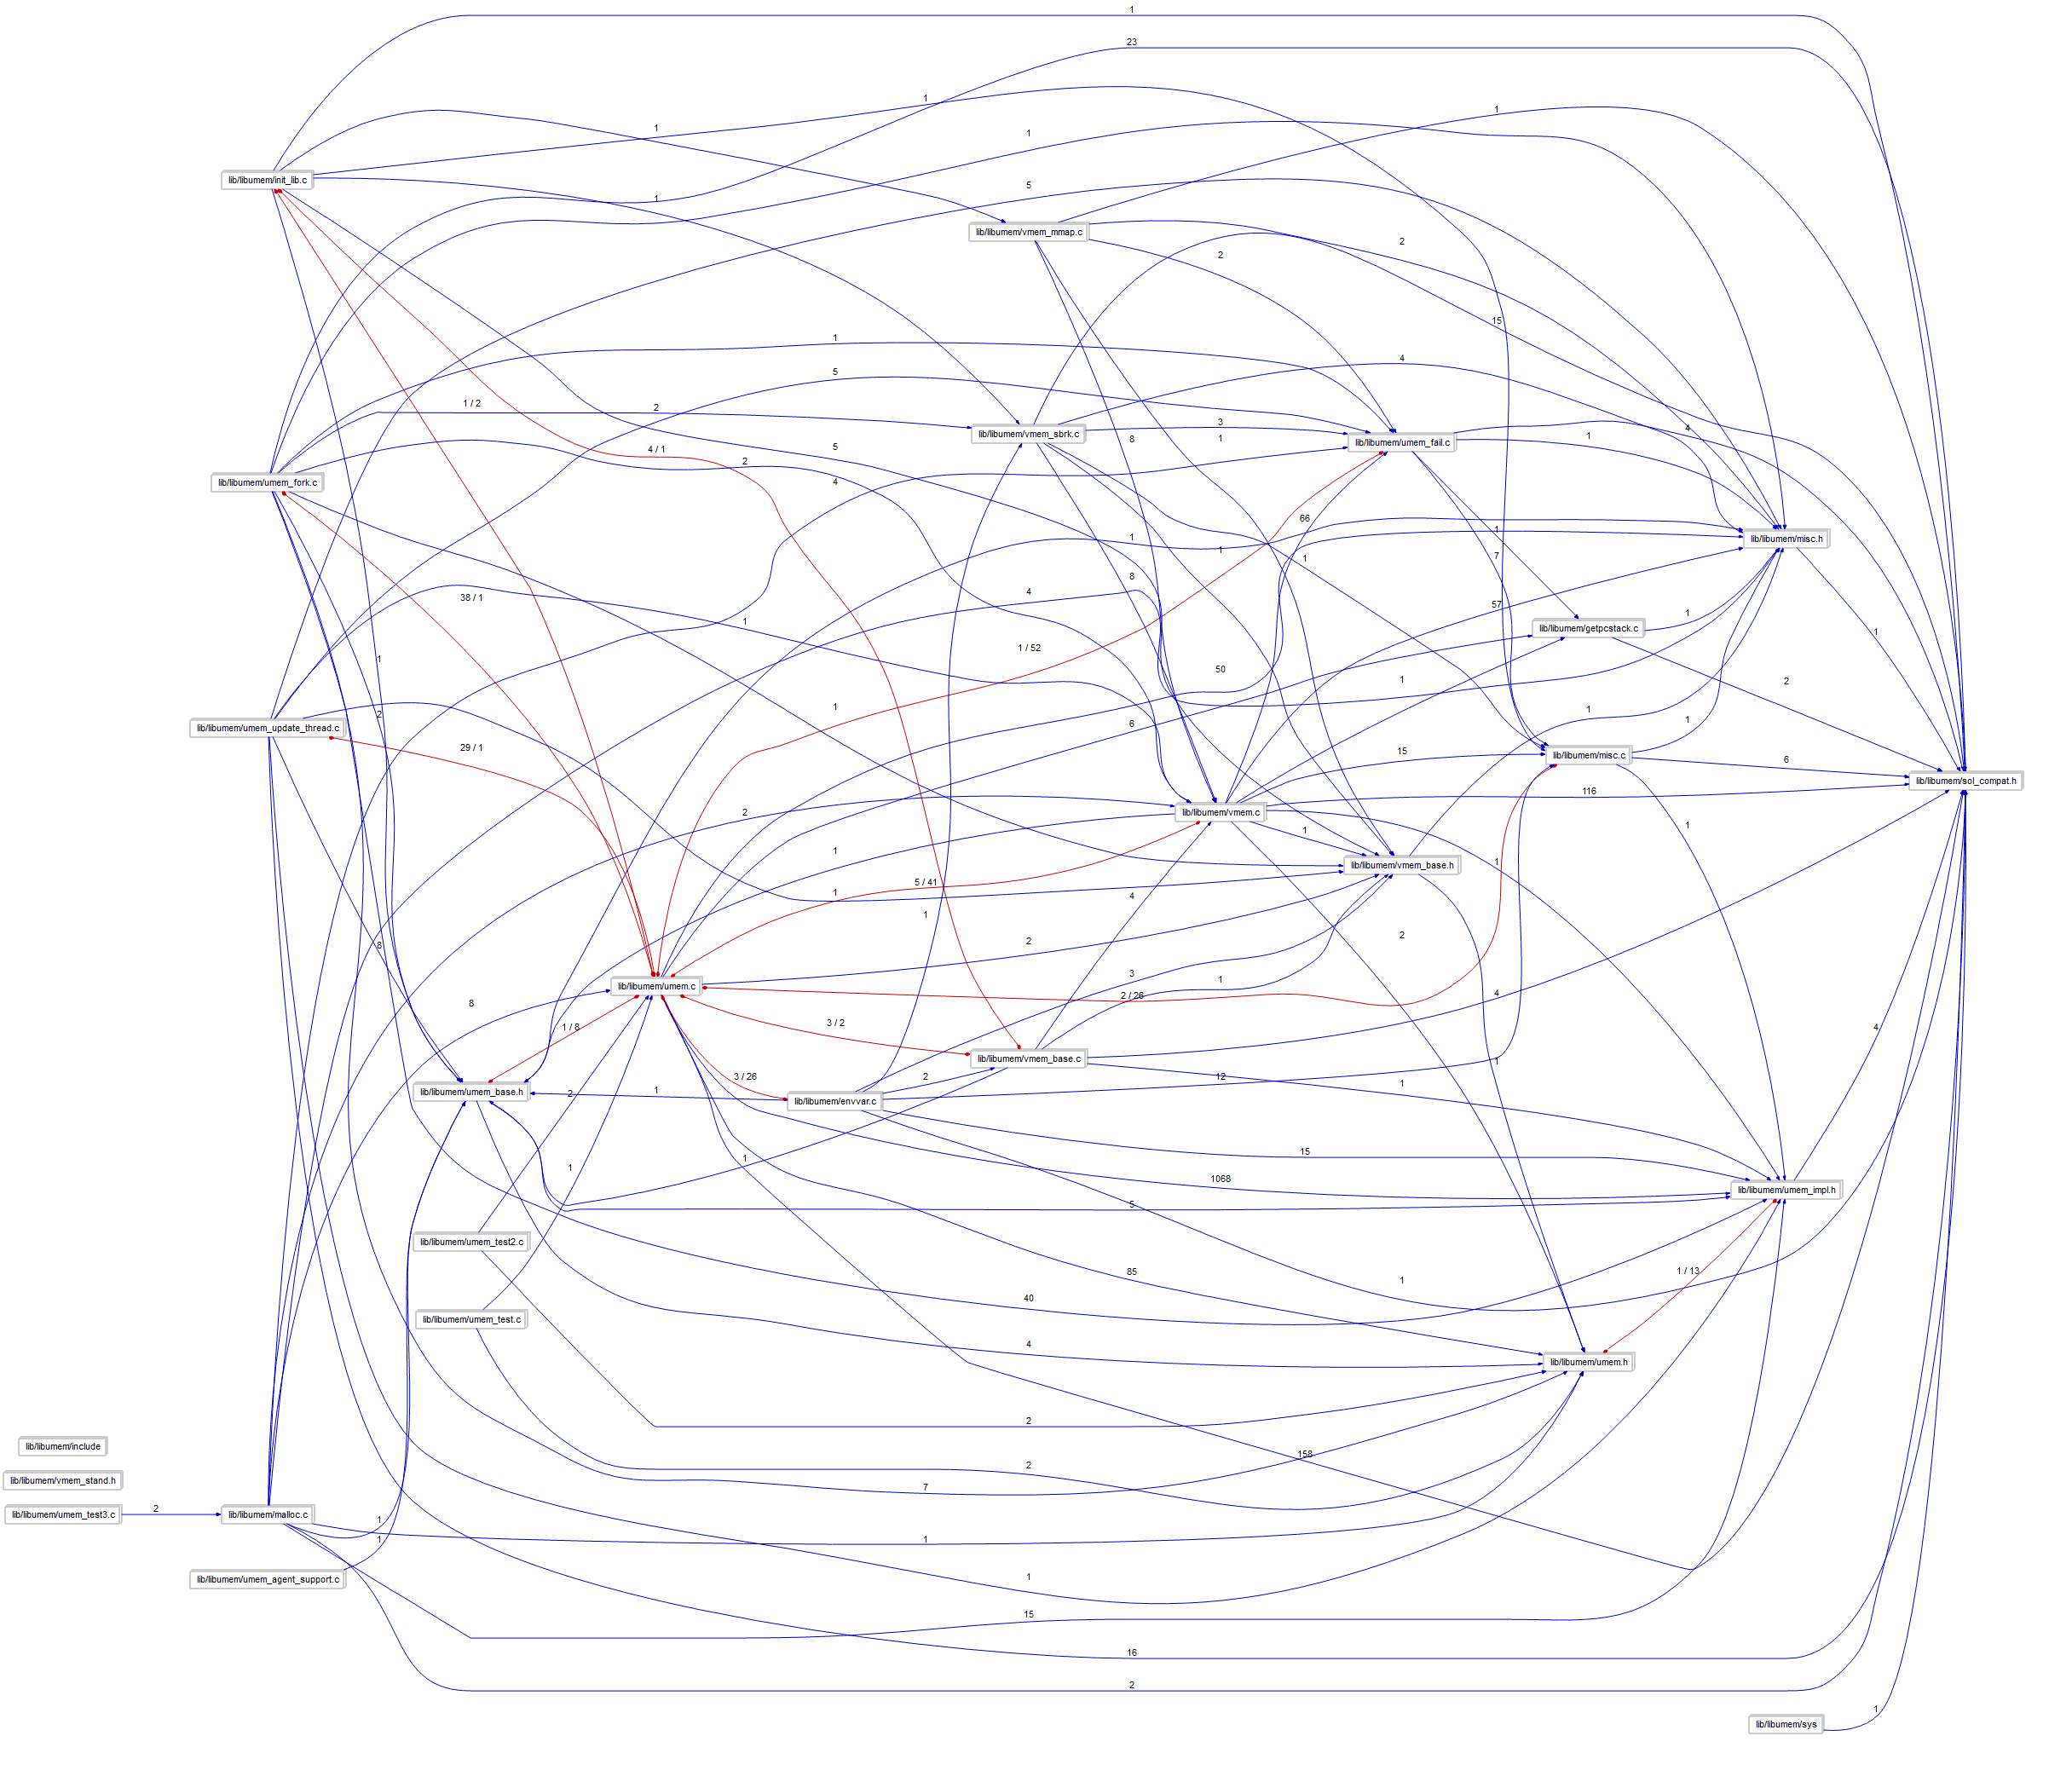 1
23
1
1
1
lib/libumem/init_lib.c
1
5
1
lib/libumem/vmem_mmap.c
2
2
15
1
5
4
1 / 2
2
3
4
lib/libumem/vmem_sbrk.c
lib/libumem/umem_fail.c
1
8
1
4 / 1
5
2
lib/libumem/umem_fork.c
4
66
1
lib/libumem/misc.h
1
1
7
1
8
4
38 / 1
57
1
1
lib/libumem/getpcstack.c
1
1 / 52
50
1
2
1
2
lib/libumem/umem_update_thread.c
1
6
1
1
29 / 1
15
lib/libumem/misc.c
6
lib/libumem/sol_compat.h
116
2
lib/libumem/vmem.c
1
1
1
1
lib/libumem/vmem_base.h
5 / 41
1
4
1
2
2
8
3
1
lib/libumem/umem.c
2 / 26
4
8
3 / 2
1 / 8
4
lib/libumem/vmem_base.c
1
3 / 26
2
12
1
lib/libumem/umem_base.h
1
2
lib/libumem/envvar.c
15
1
1
1068
lib/libumem/umem_impl.h
5
lib/libumem/umem_test2.c
85
1
1 / 13
40
lib/libumem/umem_test.c
4
lib/libumem/umem.h
2
lib/libumem/include
158
2
lib/libumem/vmem_stand.h
7
lib/libumem/umem_test3.c
2
lib/libumem/malloc.c
1
1
1
lib/libumem/umem_agent_support.c
1
15
16
2
1
lib/libumem/sys